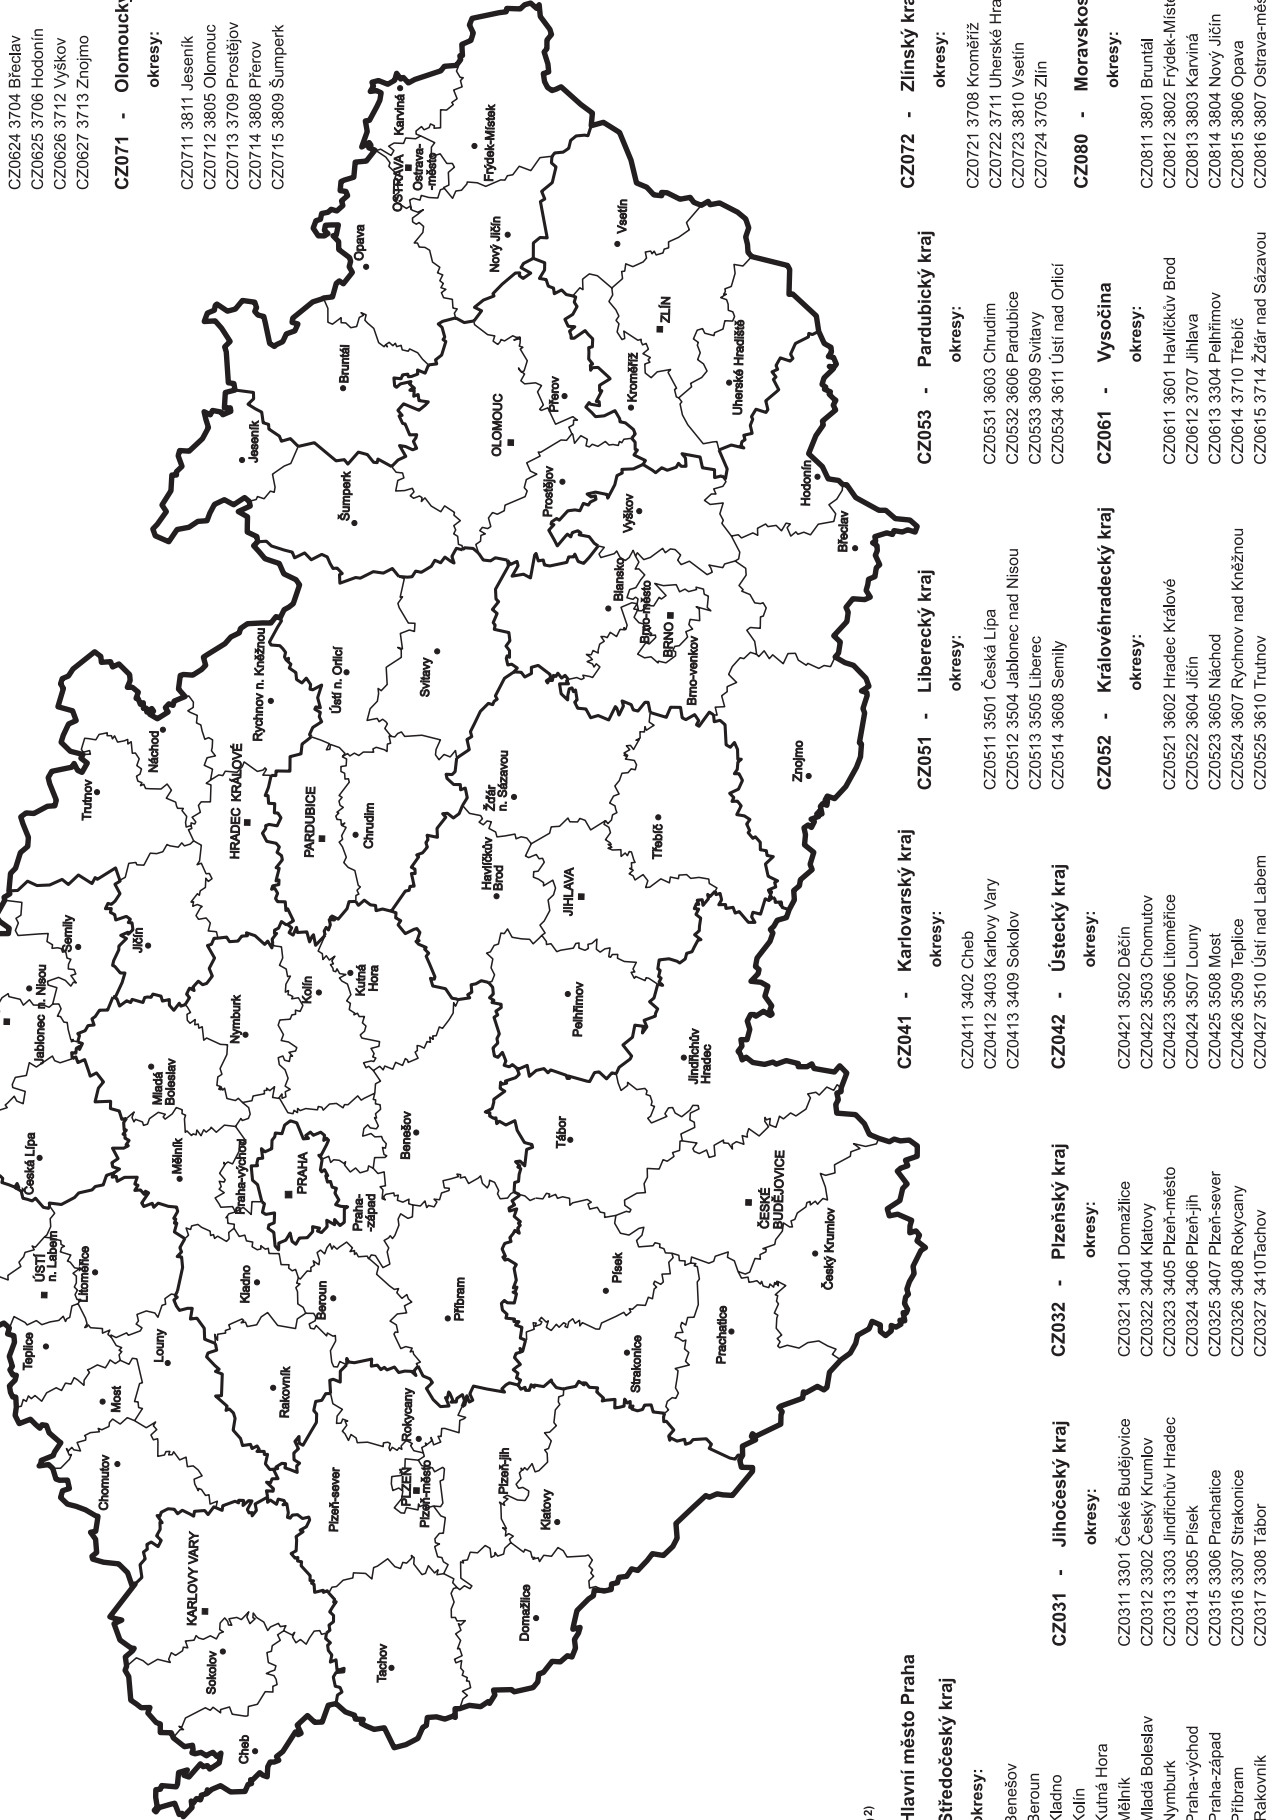 CZ0624 3704 Břeclav
CZ0625 3706 Hodonín
CZ0626 3712 Vyškov
CZ0627 3713 Znojmo
CZ071 - Olomoucký
okresy:
CZ0711 3811 Jeseník
CZ0712 3805 Olomouc
CZ0713 3709 Prostějov
CZ0714 3808 Přerov
CZ0715 3809 Šumperk
Cheb
Sokolov
KARLOVY VARY
Chomutov
Most
Teplice
Louny
ÚSTÍ
n. Labem
Litoměřice
Česká Lípa
Jablonec n. Nisou
Semily
Jičín
Trutnov
Náchod
HRADEC KRÁLOVÉ
Rychnov n. Kněžnou
PARDUBICE
Chrudim
Ústí n. Orlicí
Svitavy
Mladá
Boleslav
Mělník
Nymburk
Kolín
Kutná
Hora
Praha-východ
PRAHA
Praha-
-západ
Kladno
Beroun
Rakovník
Příbram
Benešov
Tachov
Plzeň-sever
PLZEŇ
Plzeň-město
Rokycany
Plzeň-jih
Domažlice
Klatovy
Strakonice
Písek
Tábor
Prachatice
ČESKÉ
BUDĚJOVICE
Český Krumlov
Jindřichův
Hradec
Pelhřimov
Havlíčkův
Brod
JIHLAVA
Žďár
n. Sázavou
Třebíč
Znojmo
Blansko
Brno-město
BRNO
Brno-venkov
Vyškov
Hodonín
Břeclav
Jeseník
Šumperk
Bruntál
OLOMOUC
Prostějov
Přerov
Opava
OSTRAVA
Ostrava-
-město
Karviná
Frýdek-Místek
Nový Jičín
Kroměříž
ZLÍN
Vsetín
Uherské Hradiště
2)
Hlavní město Praha
Středočeský kraj
okresy:
Benešov
Beroun
Kladno
Kolín
Kutná Hora
Mělník
Mladá Boleslav
Nymburk
Praha-východ
Praha-západ
Příbram
Rakovník
CZ031 - Jihočeský kraj
okresy:
CZ0311 3301 České Budějovice
CZ0312 3302 Český Krumlov
CZ0313 3303 Jindřichův Hradec
CZ0314 3305 Písek
CZ0315 3306 Prachatice
CZ0316 3307 Strakonice
CZ0317 3308 Tábor
CZ032 - Plzeňský kraj
okresy:
CZ0321 3401 Domažlice
CZ0322 3404 Klatovy
CZ0323 3405 Plzeň-město
CZ0324 3406 Plzeň-jih
CZ0325 3407 Plzeň-sever
CZ0326 3408 Rokycany
CZ0327 3410Tachov
CZ041 - Karlovarský kraj
okresy:
CZ0411 3402 Cheb
CZ0412 3403 Karlovy Vary
CZ0413 3409 Sokolov
CZ042 - Ústecký kraj
okresy:
CZ0421 3502 Děčín
CZ0422 3503 Chomutov
CZ0423 3506 Litoměřice
CZ0424 3507 Louny
CZ0425 3508 Most
CZ0426 3509 Teplice
CZ0427 3510 Ústí nad Labem
CZ051 - Liberecký kraj
okresy:
CZ0511 3501 Česká Lípa
CZ0512 3504 Jablonec nad Nisou
CZ0513 3505 Liberec
CZ0514 3608 Semily
CZ052 - Královéhradecký kraj
okresy:
CZ0521 3602 Hradec Králové
CZ0522 3604 Jičín
CZ0523 3605 Náchod
CZ0524 3607 Rychnov nad Kněžnou
CZ0525 3610 Trutnov
CZ053 - Pardubický kraj
okresy:
CZ0531 3603 Chrudim
CZ0532 3606 Pardubice
CZ0533 3609 Svitavy
CZ0534 3611 Ústí nad Orlicí
CZ061 - Vysočina
okresy:
CZ0611 3601 Havlíčkův Brod
CZ0612 3707 Jihlava
CZ0613 3304 Pelhřimov
CZ0614 3710 Třebíč
CZ0615 3714 Žďár nad Sázavou
CZ072 - Zlínský kra
okresy:
CZ0721 3708 Kroměříž
CZ0722 3711 Uherské Hra
CZ0723 3810 Vsetín
CZ0724 3705 Zlín
CZ080 - Moravskos
okresy:
CZ0811 3801 Bruntál
CZ0812 3802 Frýdek-Míste
CZ0813 3803 Karviná
CZ0814 3804 Nový Jičín
CZ0815 3806 Opava
CZ0816 3807 Ostrava-měs